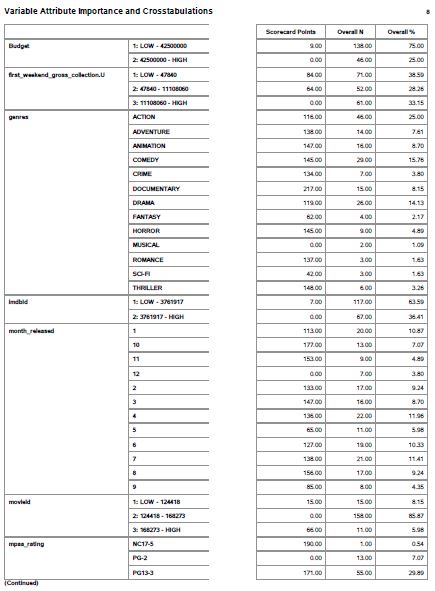 Variable Attribute Importance and Crosstabulations 8
Scorecard Points Overall N Overall %
Budget 1: LOW - 42500000 9.00 138.00 75.00
2: 42500000 - HIGH 0.00 46.00 25.00
first_weekend_gross_collection.U 1: LOW - 47840 84.00 71.00 38.59
2: 47840 - 11108060 64.00 52.00 28.26
3: 11108060 - HIGH 0.00 61.00 33.15
genres ACTION 116.00 46.00 25.00
ADVENTURE 138.00 14.00 7.61
ANIMATION 147.00 16.00 8.70
COMEDY 145.00 29.00 15.76
CRIME 134.00 7.00 3.80
DOCUMENTARY 217.00 15.00 8.15
DRAMA 119.00 26.00 14.13
FANTASY 62.00 4.00 2.17
HORROR 145.00 9.00 4.89
MUSICAL 0.00 2.00 1.09
ROMANCE 137.00 3.00 1.63
SCI-FI 42.00 3.00 1.63
THRILLER 148.00 6.00 3.26
imdbId 1: LOW - 3761917 7.00 117.00 63.59
2: 3761917 - HIGH 0.00 67.00 36.41
month_released 1 113.00 20.00 10.87
10 177.00 13.00 7.07
11 153.00 9.00 4.89
12 0.00 7.00 3.80
2 133.00 17.00 9.24
3 147.00 16.00 8.70
4 136.00 22.00 11.96
5 65.00 11.00 5.98
6 127.00 19.00 10.33
7 138.00 21.00 11.41
8 156.00 17.00 9.24
9 85.00 8.00 4.35
movieId 1: LOW - 124418 15.00 15.00 8.15
2: 124418 - 168273 0.00 158.00 85.87
3: 168273 - HIGH 66.00 11.00 5.98
mpaa_rating NC17-5 190.00 1.00 0.54
PG-2 0.00 13.00 7.07
PG13-3 171.00 55.00 29.89
(Continued)